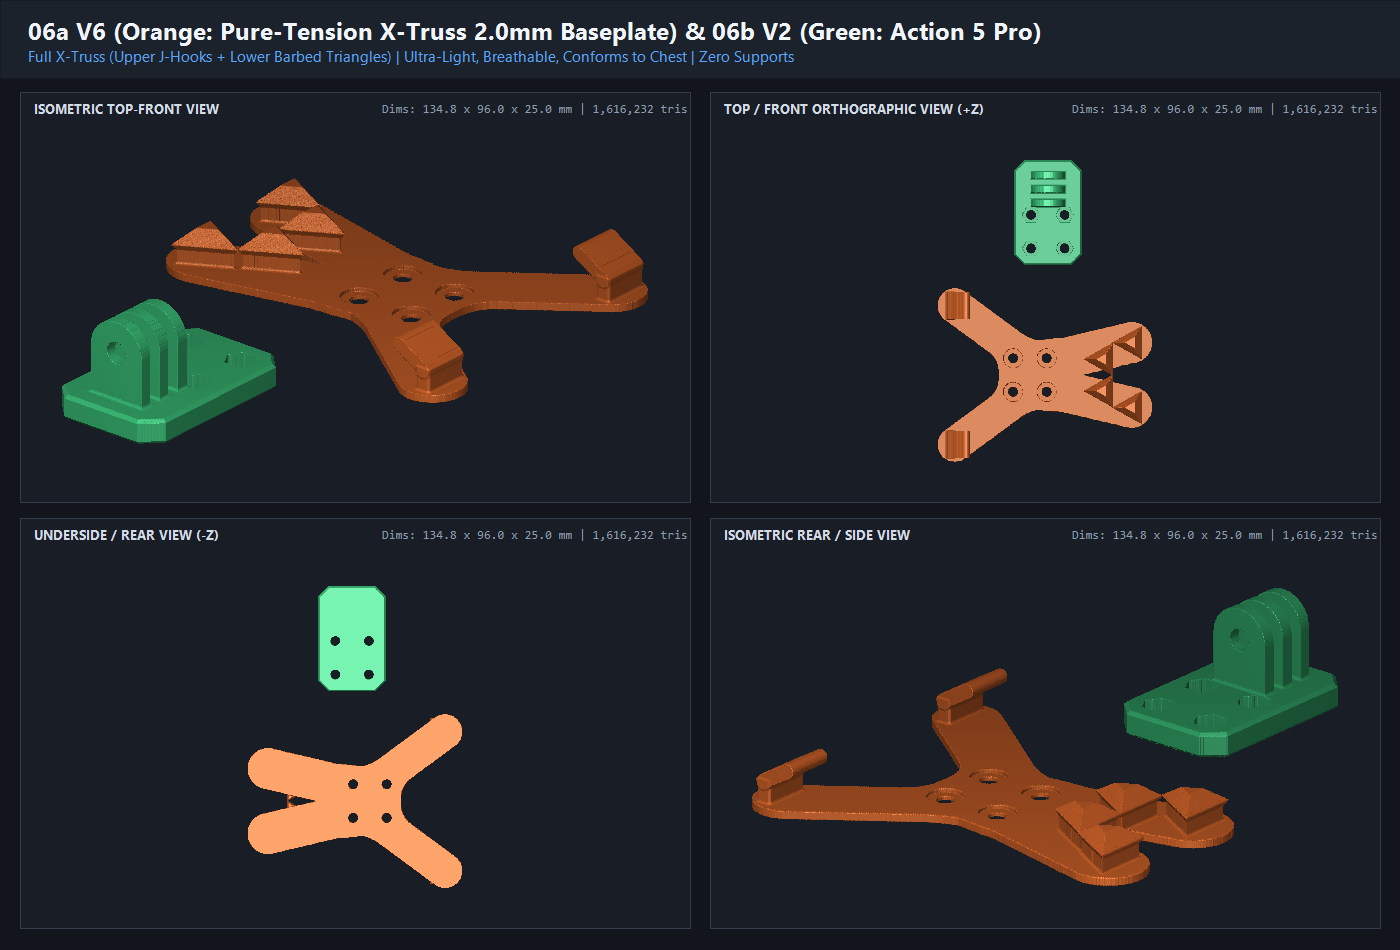 06a V6 (Orange: Pure-Tension X-Truss 2.0mm Baseplate) & 06b V2 (Green: Action 5 Pro)
Full X-Truss (Upper J-Hooks + Lower Barbed Triangles) | Ultra-Light, Breathable, Conforms to Chest | Zero Supports
ISOMETRIC TOP-FRONT VIEW
Dims: 134.8 x 96.0 x 25.0 mm | 1,616,232 tris
TOP / FRONT ORTHOGRAPHIC VIEW (+Z)
Dims: 134.8 x 96.0 x 25.0 mm | 1,616,232 tris
UNDERSIDE / REAR VIEW (-Z)
Dims: 134.8 x 96.0 x 25.0 mm | 1,616,232 tris
ISOMETRIC REAR / SIDE VIEW
Dims: 134.8 x 96.0 x 25.0 mm | 1,616,232 tris